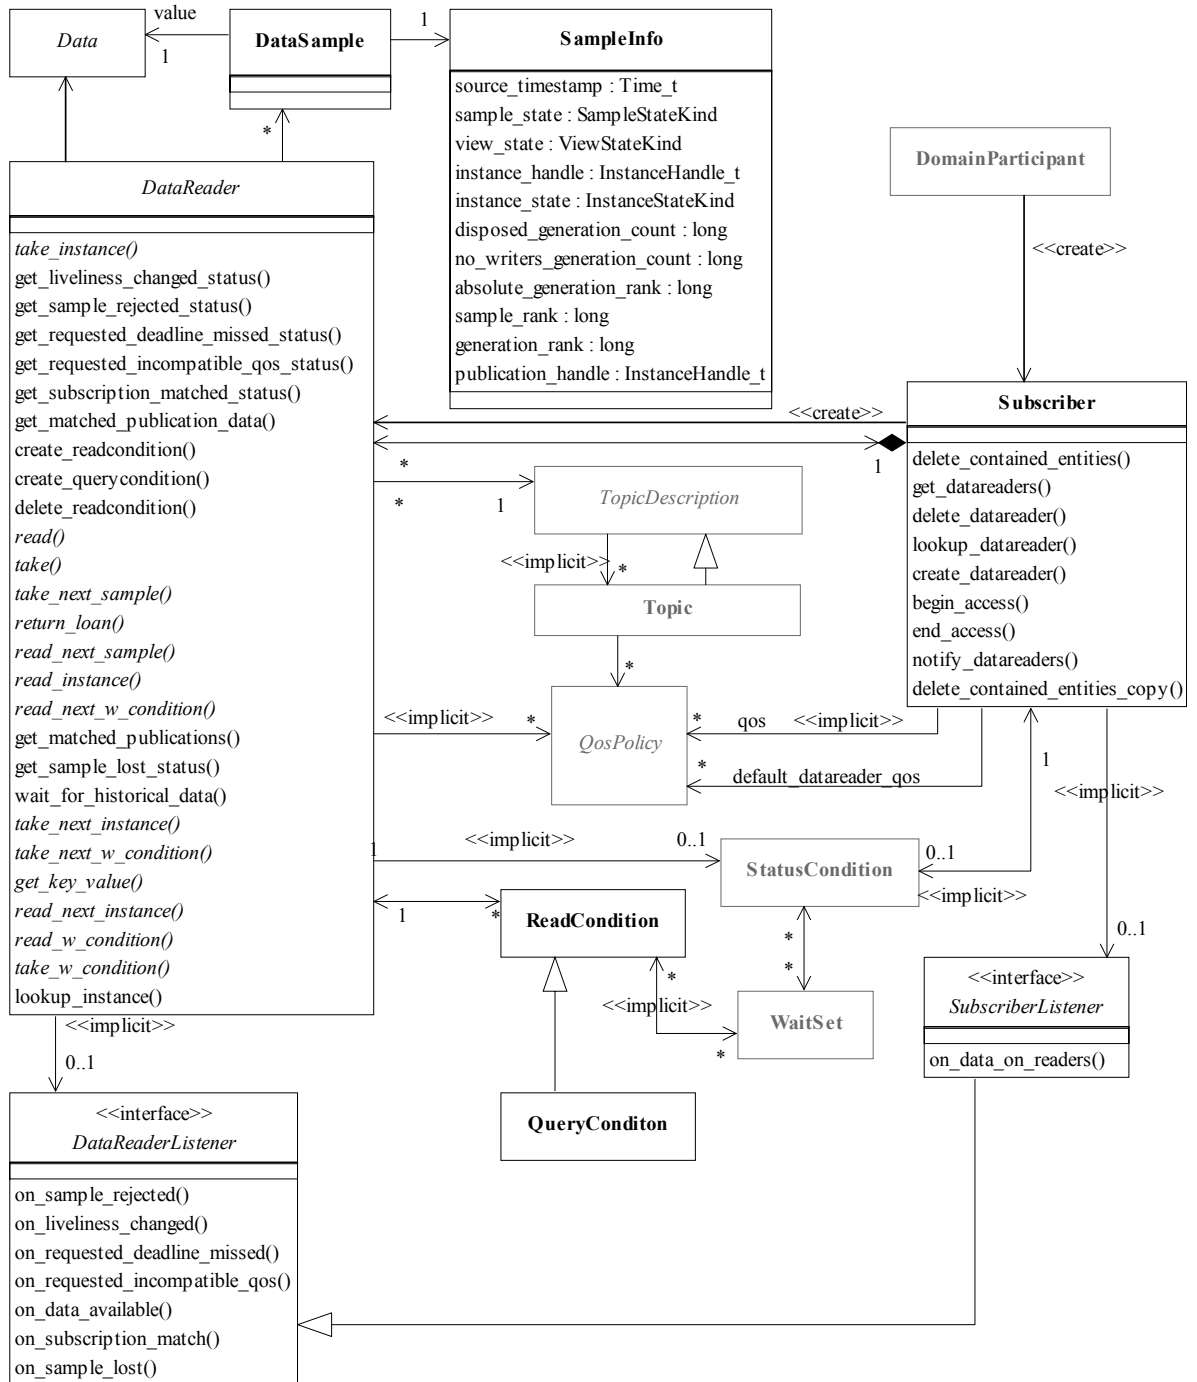 Data
value
1
DataSample
1
SampleInfo
source_timestamp : Time_t
sample_state : SampleStateKind
view_state : ViewStateKind
instance_handle : InstanceHandle_t
instance_state : InstanceStateKind
disposed_generation_count : long
no_writers_generation_count : long
absolute_generation_rank : long
sample_rank : long
generation_rank : long
publication_handle : InstanceHandle_t
*
DataReader
take_instance()
get_liveliness_changed_status()
get_sample_rejected_status()
get_requested_deadline_missed_status()
get_requested_incompatible_qos_status()
get_subscription_matched_status()
get_matched_publication_data()
create_readcondition()
create_querycondition()
delete_readcondition()
read()
take()
take_next_sample()
return_loan()
read_next_sample()
read_instance()
read_next_w_condition()
get_matched_publications()
get_sample_lost_status()
wait_for_historical_data()
take_next_instance()
take_next_w_condition()
get_key_value()
read_next_instance()
read_w_condition()
take_w_condition()
lookup_instance()
DomainParticipant
<<create>>
Subscriber
delete_contained_entities()
get_datareaders()
delete_datareader()
lookup_datareader()
create_datareader()
begin_access()
end_access()
notify_datareaders()
delete_contained_entities_copy()
<<create>>
*
1
*
1
TopicDescription
<<implicit>>
*
Topic
*
<<implicit>>
*
QosPolicy
*
qos
<<implicit>>
*
default_datareader_qos
1
<<implicit>>
0..1
StatusCondition
0..1
<<implicit>>
1
<<implicit>>
0..1
1
*
ReadCondition
*
*
*
<<implicit>>
*
WaitSet
QueryConditon
<<interface>>
SubscriberListener
on_data_on_readers()
<<implicit>>
0..1
<<interface>>
DataReaderListener
on_sample_rejected()
on_liveliness_changed()
on_requested_deadline_missed()
on_requested_incompatible_qos()
on_data_available()
on_subscription_match()
on_sample_lost()